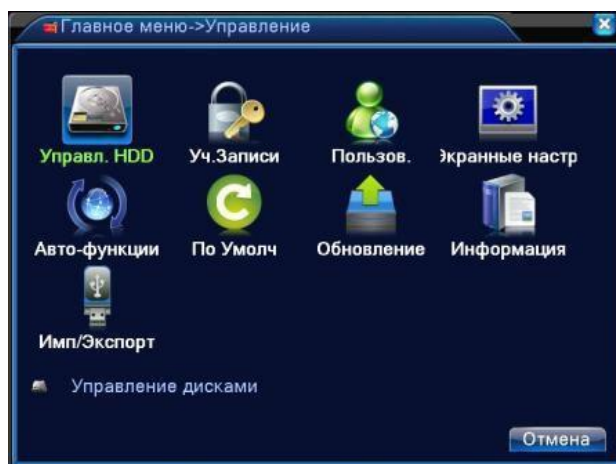 Главное меню->Управление
Управл. HDD Уч.Записи Пользов. Экранные настр
Авто-функции По Умолч Обновление Информация
Имп/Экспорт
Управление дисками
Отмена